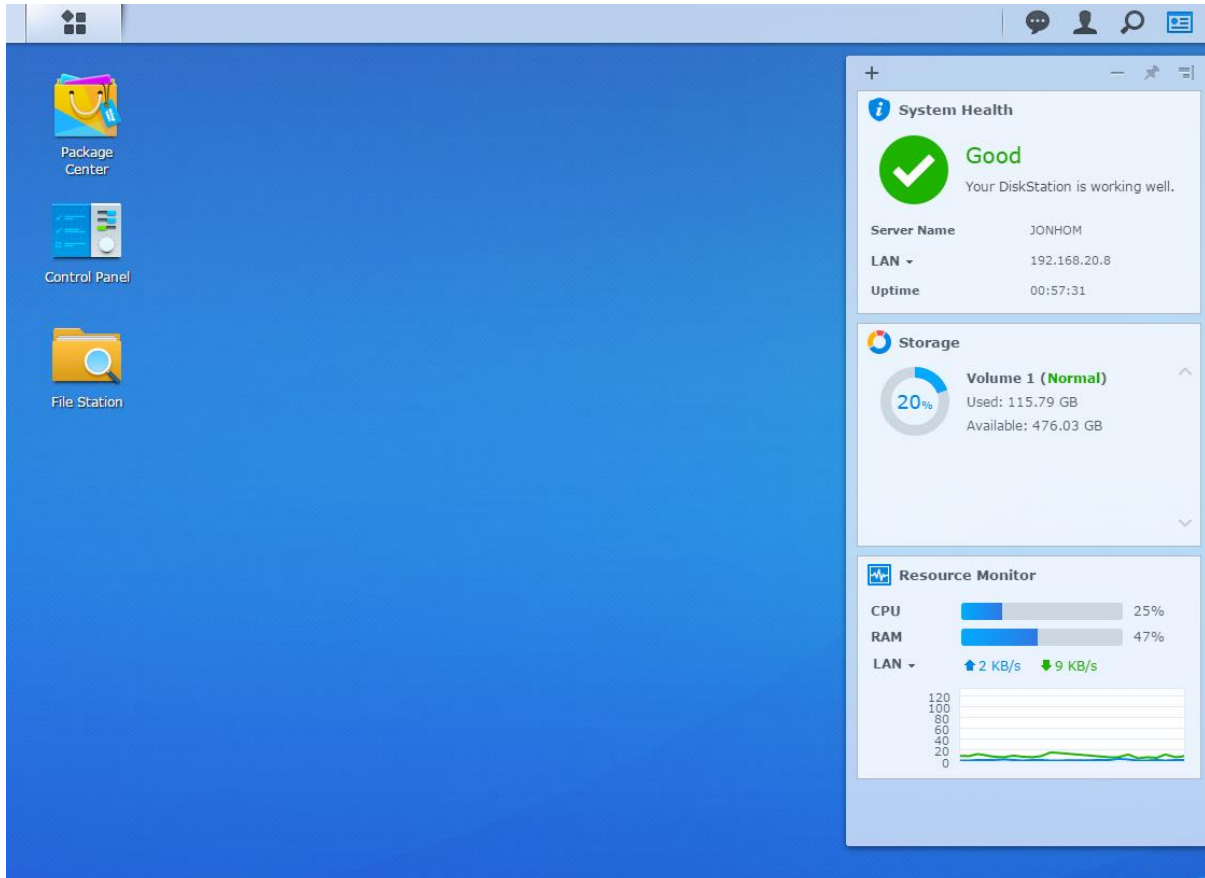 Package
Center
Control Panel
File Station
System Health
Good
Your DiskStation is working well.
Server Name JONHOM
LAN 192.168.20.8
Uptime 00:57:31
Storage
20%
Volume 1 (Normal)
Used: 115.79 GB
Available: 476.03 GB
Resource Monitor
CPU 25%
RAM 47%
LAN 2 KB/s 9 KB/s
120
100
80
60
40
20
0